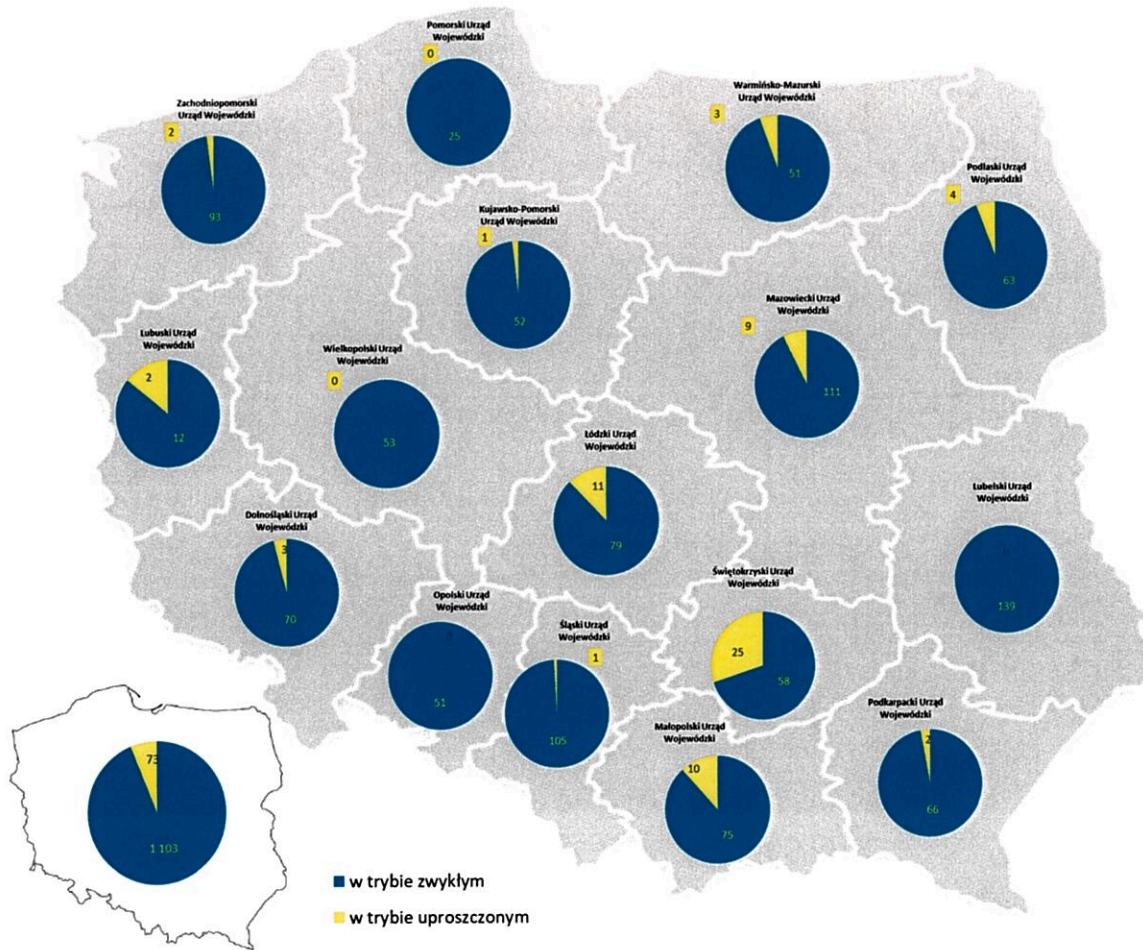 Pomorski Urząd
Wojewódzki
0
25
Zachodniopomorski
Urząd Wojewódzki
2
93
Warmińsko-Mazurski
Urząd Wojewódzki
3
51
Podlaski Urząd
Wojewódzki
4
63
Kujawsko-Pomorski
Urząd Wojewódzki
1
52
Mazowiecki Urząd
Wojewódzki
9
111
Lubuski Urząd
Wojewódzki
2
12
Wielkopolski Urząd
Wojewódzki
0
53
Łódzki Urząd
Wojewódzki
11
79
Lubelski Urząd
Wojewódzki
139
Dolnośląski Urząd
Wojewódzki
3
70
Opolski Urząd
Wojewódzki
0
51
Śląski Urząd
Wojewódzki
1
105
Świętokrzyski Urząd
Wojewódzki
25
58
Małopolski Urząd
Wojewódzki
10
75
Podkarpacki Urząd
Wojewódzki
2
66
73
1 103
w trybie zwykłym
w trybie uproszczonym